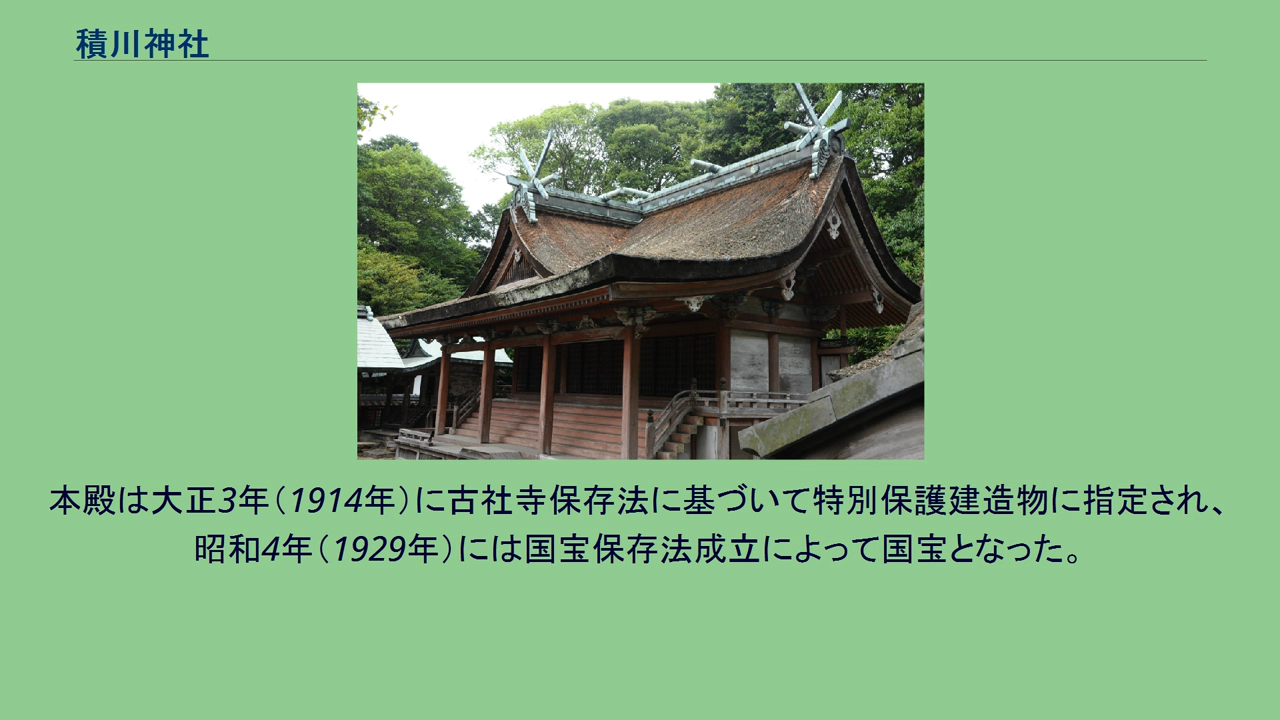 積川神社
本殿は大正3年（1914年）に古社寺保存法に基づいて特別保護建造物に指定され、
昭和4年（1929年）には国宝保存法成立によって国宝となった。